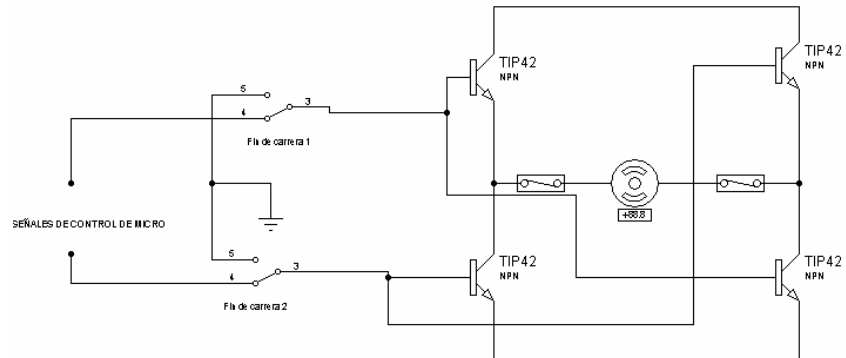 TIP42
NPN
TIP42
NPN
5
4
3
Fin de carrera 1
+88.8
SEÑALES DE CONTROL DE MICRO
5
4
3
Fin de carrera 2
TIP42
NPN
TIP42
NPN